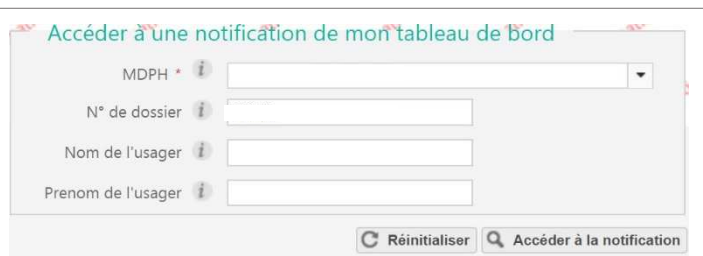 Accéder à une notification de mon tableau de bord
MDPH * i
N° de dossier i
Nom de l'usager i
Prenom de l'usager i
Réinitialiser Accéder à la notification